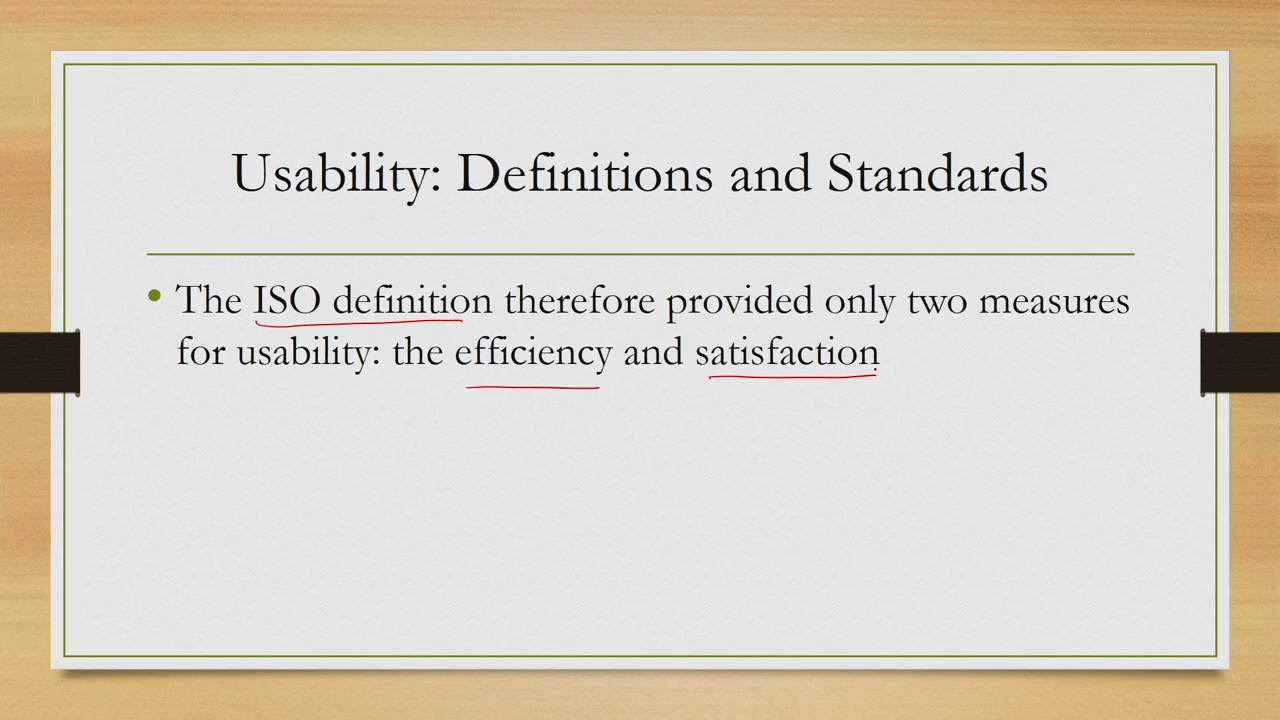 Usability: Definitions and Standards
• The ISO definition therefore provided only two measures
for usability: the efficiency and satisfaction